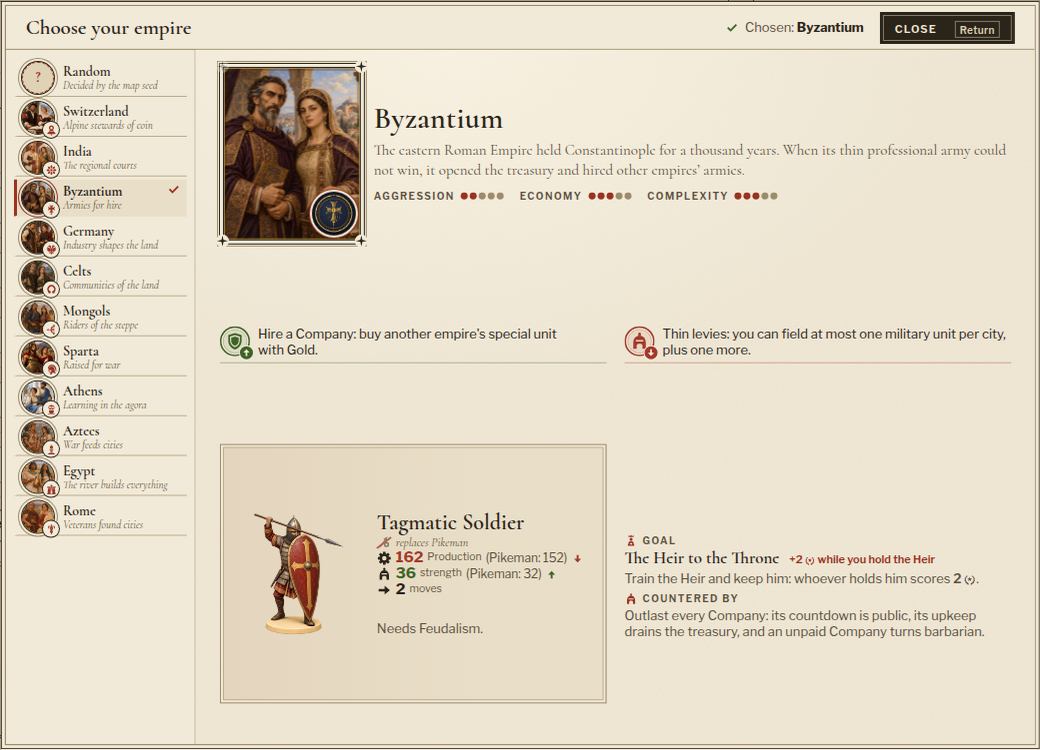 Choose your empire
Chosen: Byzantium
CLOSE Return
?
Random
Decided by the map seed
Switzerland
Alpine stewards of coin
India
The regional courts
Byzantium
Armies for hire
Germany
Industry shapes the land
Celts
Communities of the land
Mongols
Riders of the steppe
Sparta
Raised for war
Athens
Learning in the agora
Aztecs
War feeds cities
Egypt
The river builds everything
Rome
Veterans found cities
Byzantium
The eastern Roman Empire held Constantinople for a thousand years. When its thin professional army could
not win, it opened the treasury and hired other empires' armies.
AGGRESSION ECONOMY COMPLEXITY
Hire a Company: buy another empire's special unit
with Gold.
Thin levies: you can field at most one military unit per city,
plus one more.
Tagmatic Soldier
replaces Pikeman
162 Production (Pikeman: 152)
36 strength (Pikeman: 32)
2 moves
Needs Feudalism.
GOAL
The Heir to the Throne +2 while you hold the Heir
Train the Heir and keep him: whoever holds him scores 2 .
COUNTERED BY
Outlast every Company: its countdown is public, its upkeep
drains the treasury, and an unpaid Company turns barbarian.